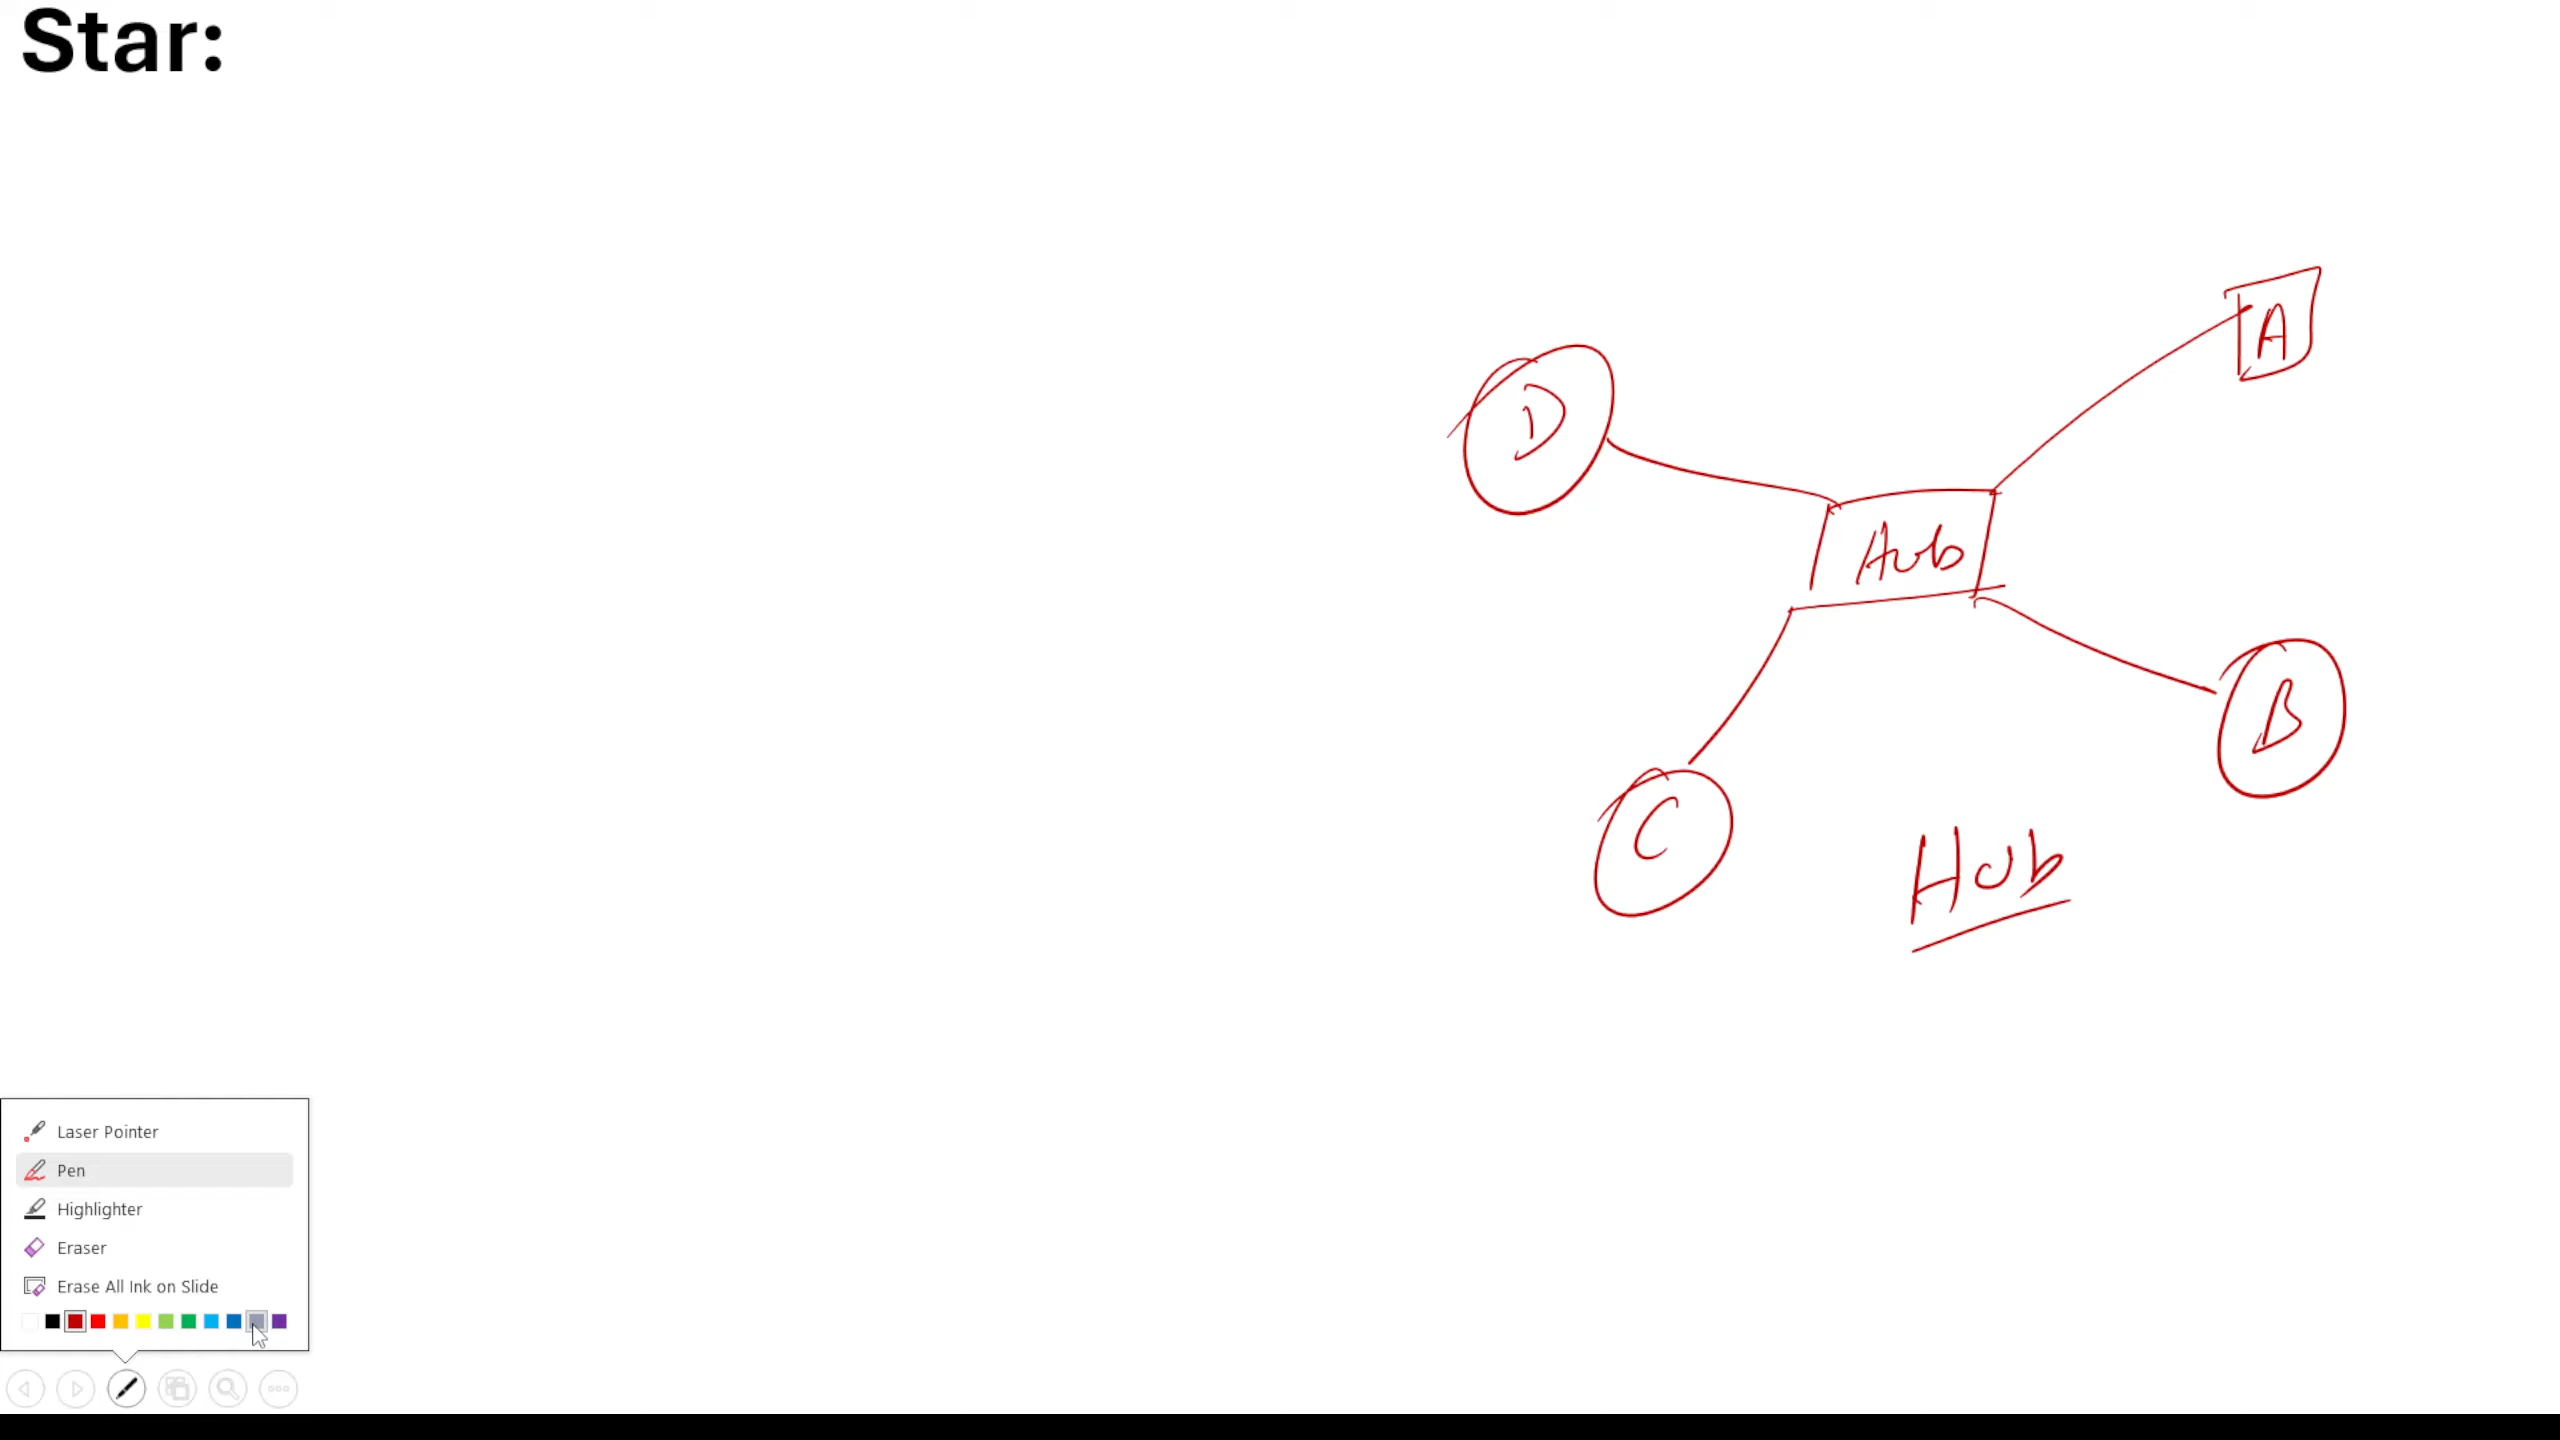 Star:
A
D
Hub
B
C
Hub
Laser Pointer
Pen
Highlighter
Eraser
Erase All Ink on Slide